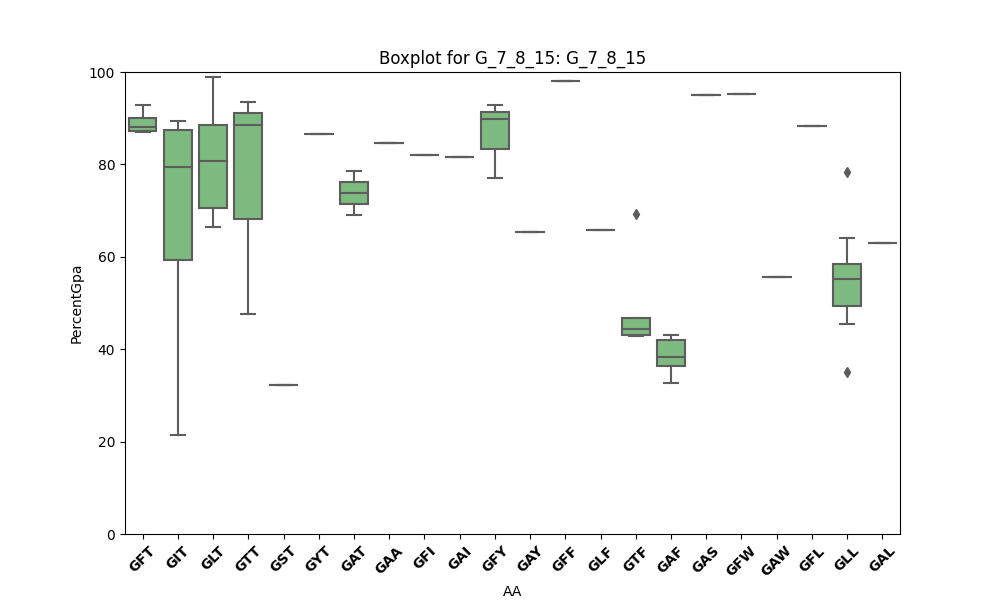 Boxplot for G_7_8_15: G_7_8_15
PercentGpa
100
80
60
40
20
0
GFT GIT GLT GTT GST GYT GAT GAA GFI GAI GFY GAY GFF GLF GTF GAF GAS GFW GAW GFL GLL GAL
AA